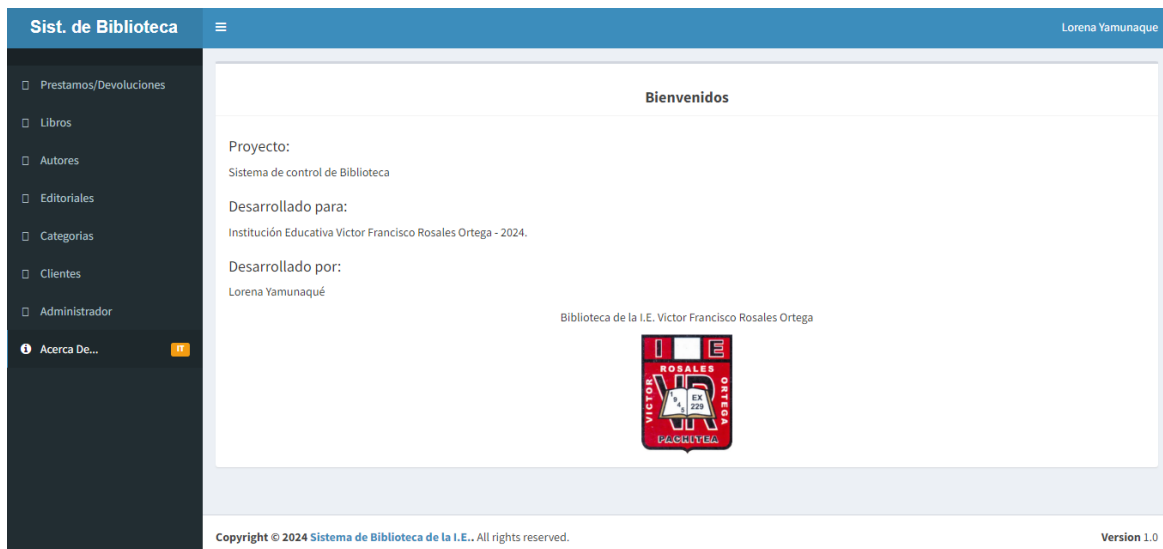 Sist. de Biblioteca
Lorena Yamunaque
Prestamos/Devoluciones
Libros
Autores
Editoriales
Categorias
Clientes
Administrador
Acerca De... IT
Bienvenidos
Proyecto:
Sistema de control de Biblioteca
Desarrollado para:
Institución Educativa Victor Francisco Rosales Ortega - 2024.
Desarrollado por:
Lorena Yamunaqué
Biblioteca de la I.E. Victor Francisco Rosales Ortega
I E
ROSALES
VICTOR
ORTEGA
VR
1945
EX
229
PACHITEA
Copyright © 2024 Sistema de Biblioteca de la I.E.. All rights reserved.
Version 1.0